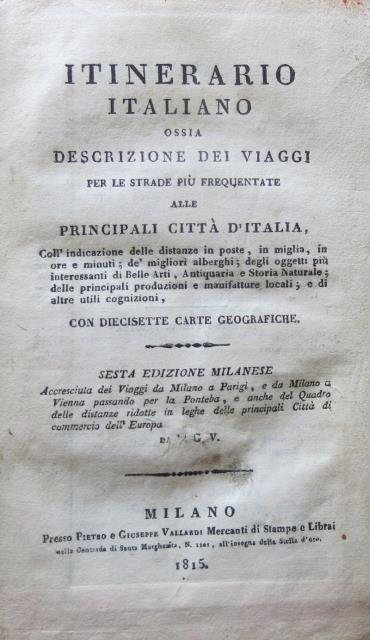 ITINERARIO
ITALIANO
OSSIA
DESCRIZIONE DEI VIAGGI
PER LE STRADE PIÙ FREQUENTATE
ALLE
PRINCIPALI CITTÀ D'ITALIA,
Coll' indicazione delle distanze in poste, in miglia, in
ore e minuti; de' migliori alberghi; degli oggetti più
interessanti di Belle Arti, Antiquaria e Storia Naturale;
delle principali produzioni e manifatture locali; e di
altre utili cognizioni,
CON DIECISETTE CARTE GEOGRAFICHE.
SESTA EDIZIONE MILANESE
Accresciuta dei Viaggi da Milano a Parigi, e da Milano a
Vienna passando per la Ponteba, e anche del Quadro
delle distanze ridotte in leghe delle principali Città di
commercio dell' Europa
G. V.
MILANO
Presso PIETRO e GIUSEPPE VALLARDI Mercanti di Stampe e Librai
nella Contrada di Santa Margherita, N. 1101, all'insegna della Stella d'oro.
1815.